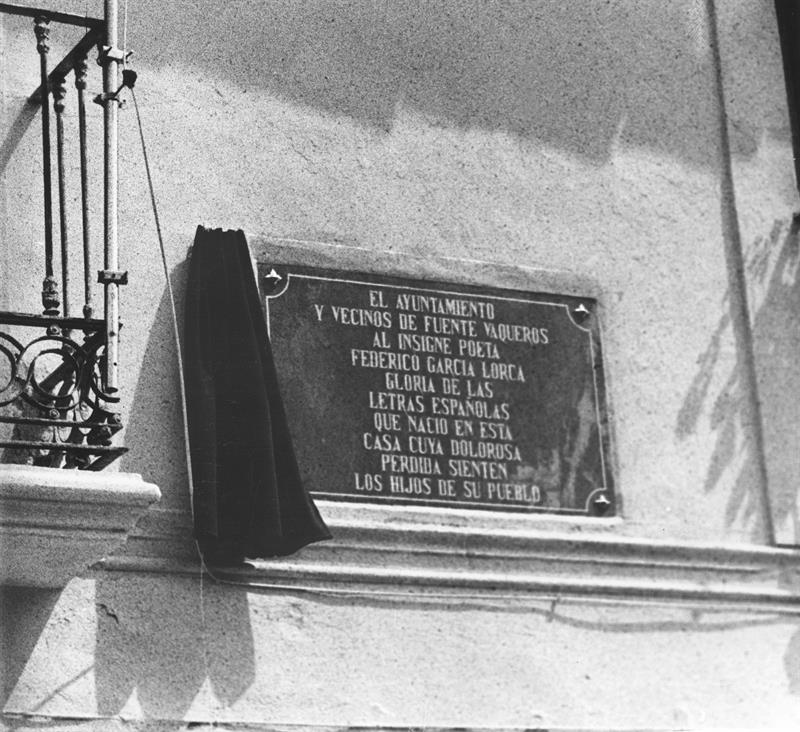 EL AYUNTAMIENTO
Y VECINOS DE FUENTE VAQUEROS
AL INSIGNE POETA
FEDERICO GARCIA LORCA
GLORIA DE LAS
LETRAS ESPAÑOLAS
QUE NACIO EN ESTA
CASA CUYA DOLOROSA
PERDIDA SIENTEN
LOS HIJOS DE SU PUEBLO